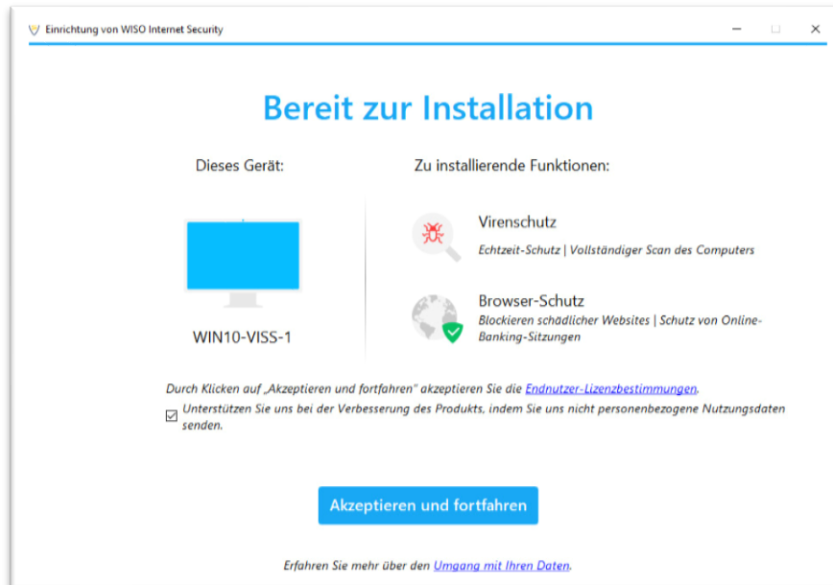 Einrichtung von WISO Internet Security
Bereit zur Installation
Dieses Gerät:
WIN10-VISS-1
Zu installierende Funktionen:
Virenschutz
Echtzeit-Schutz | Vollständiger Scan des Computers
Browser-Schutz
Blockieren schädlicher Websites | Schutz von Online-
Banking-Sitzungen
Durch Klicken auf „Akzeptieren und fortfahren“ akzeptieren Sie die Endnutzer-Lizenzbestimmungen.
Unterstützen Sie uns bei der Verbesserung des Produkts, indem Sie uns nicht personenbezogene Nutzungsdaten
senden.
Akzeptieren und fortfahren
Erfahren Sie mehr über den Umgang mit Ihren Daten.